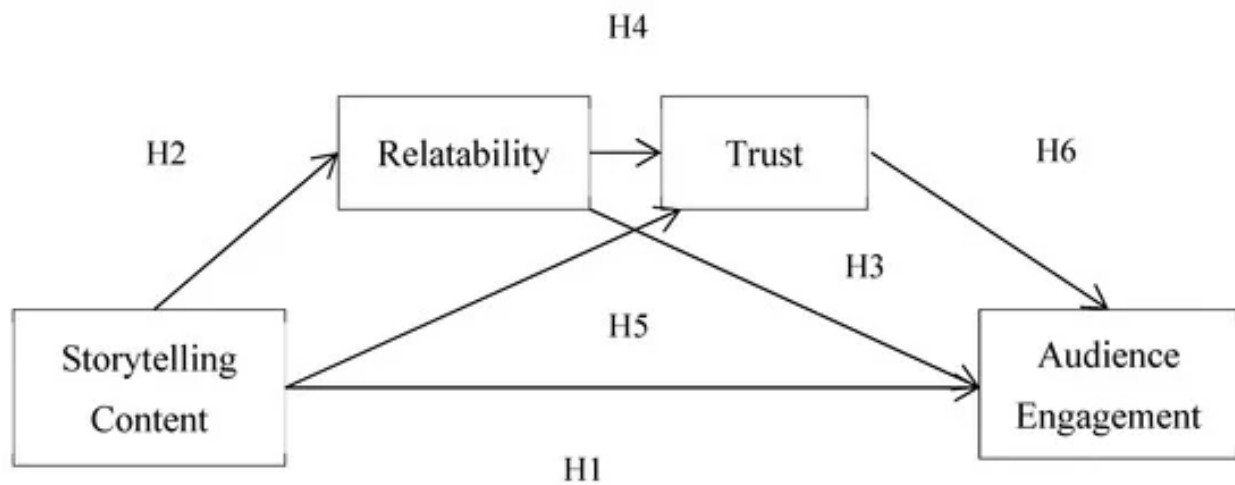 H4
H2
Relatability
Trust
H6
H3
H5
Storytelling
Content
Audience
Engagement
H1